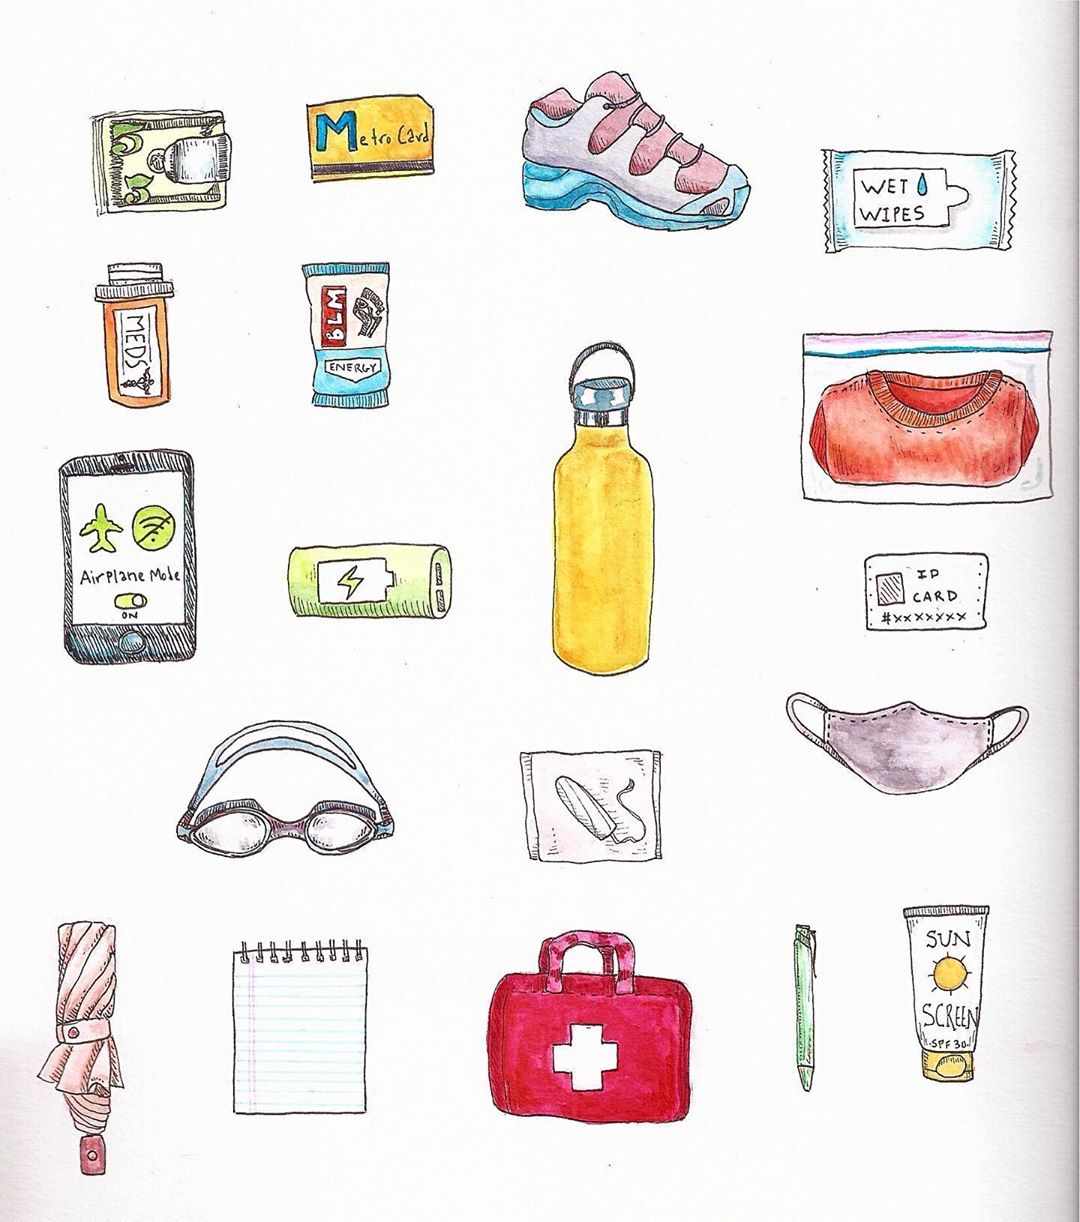 Metro Card
WET
WIPES
MEDS
BLM
ENERGY
Airplane Mode
ON
ID
CARD
#xxxxxxx
SUN
SCREEN
SPF 30